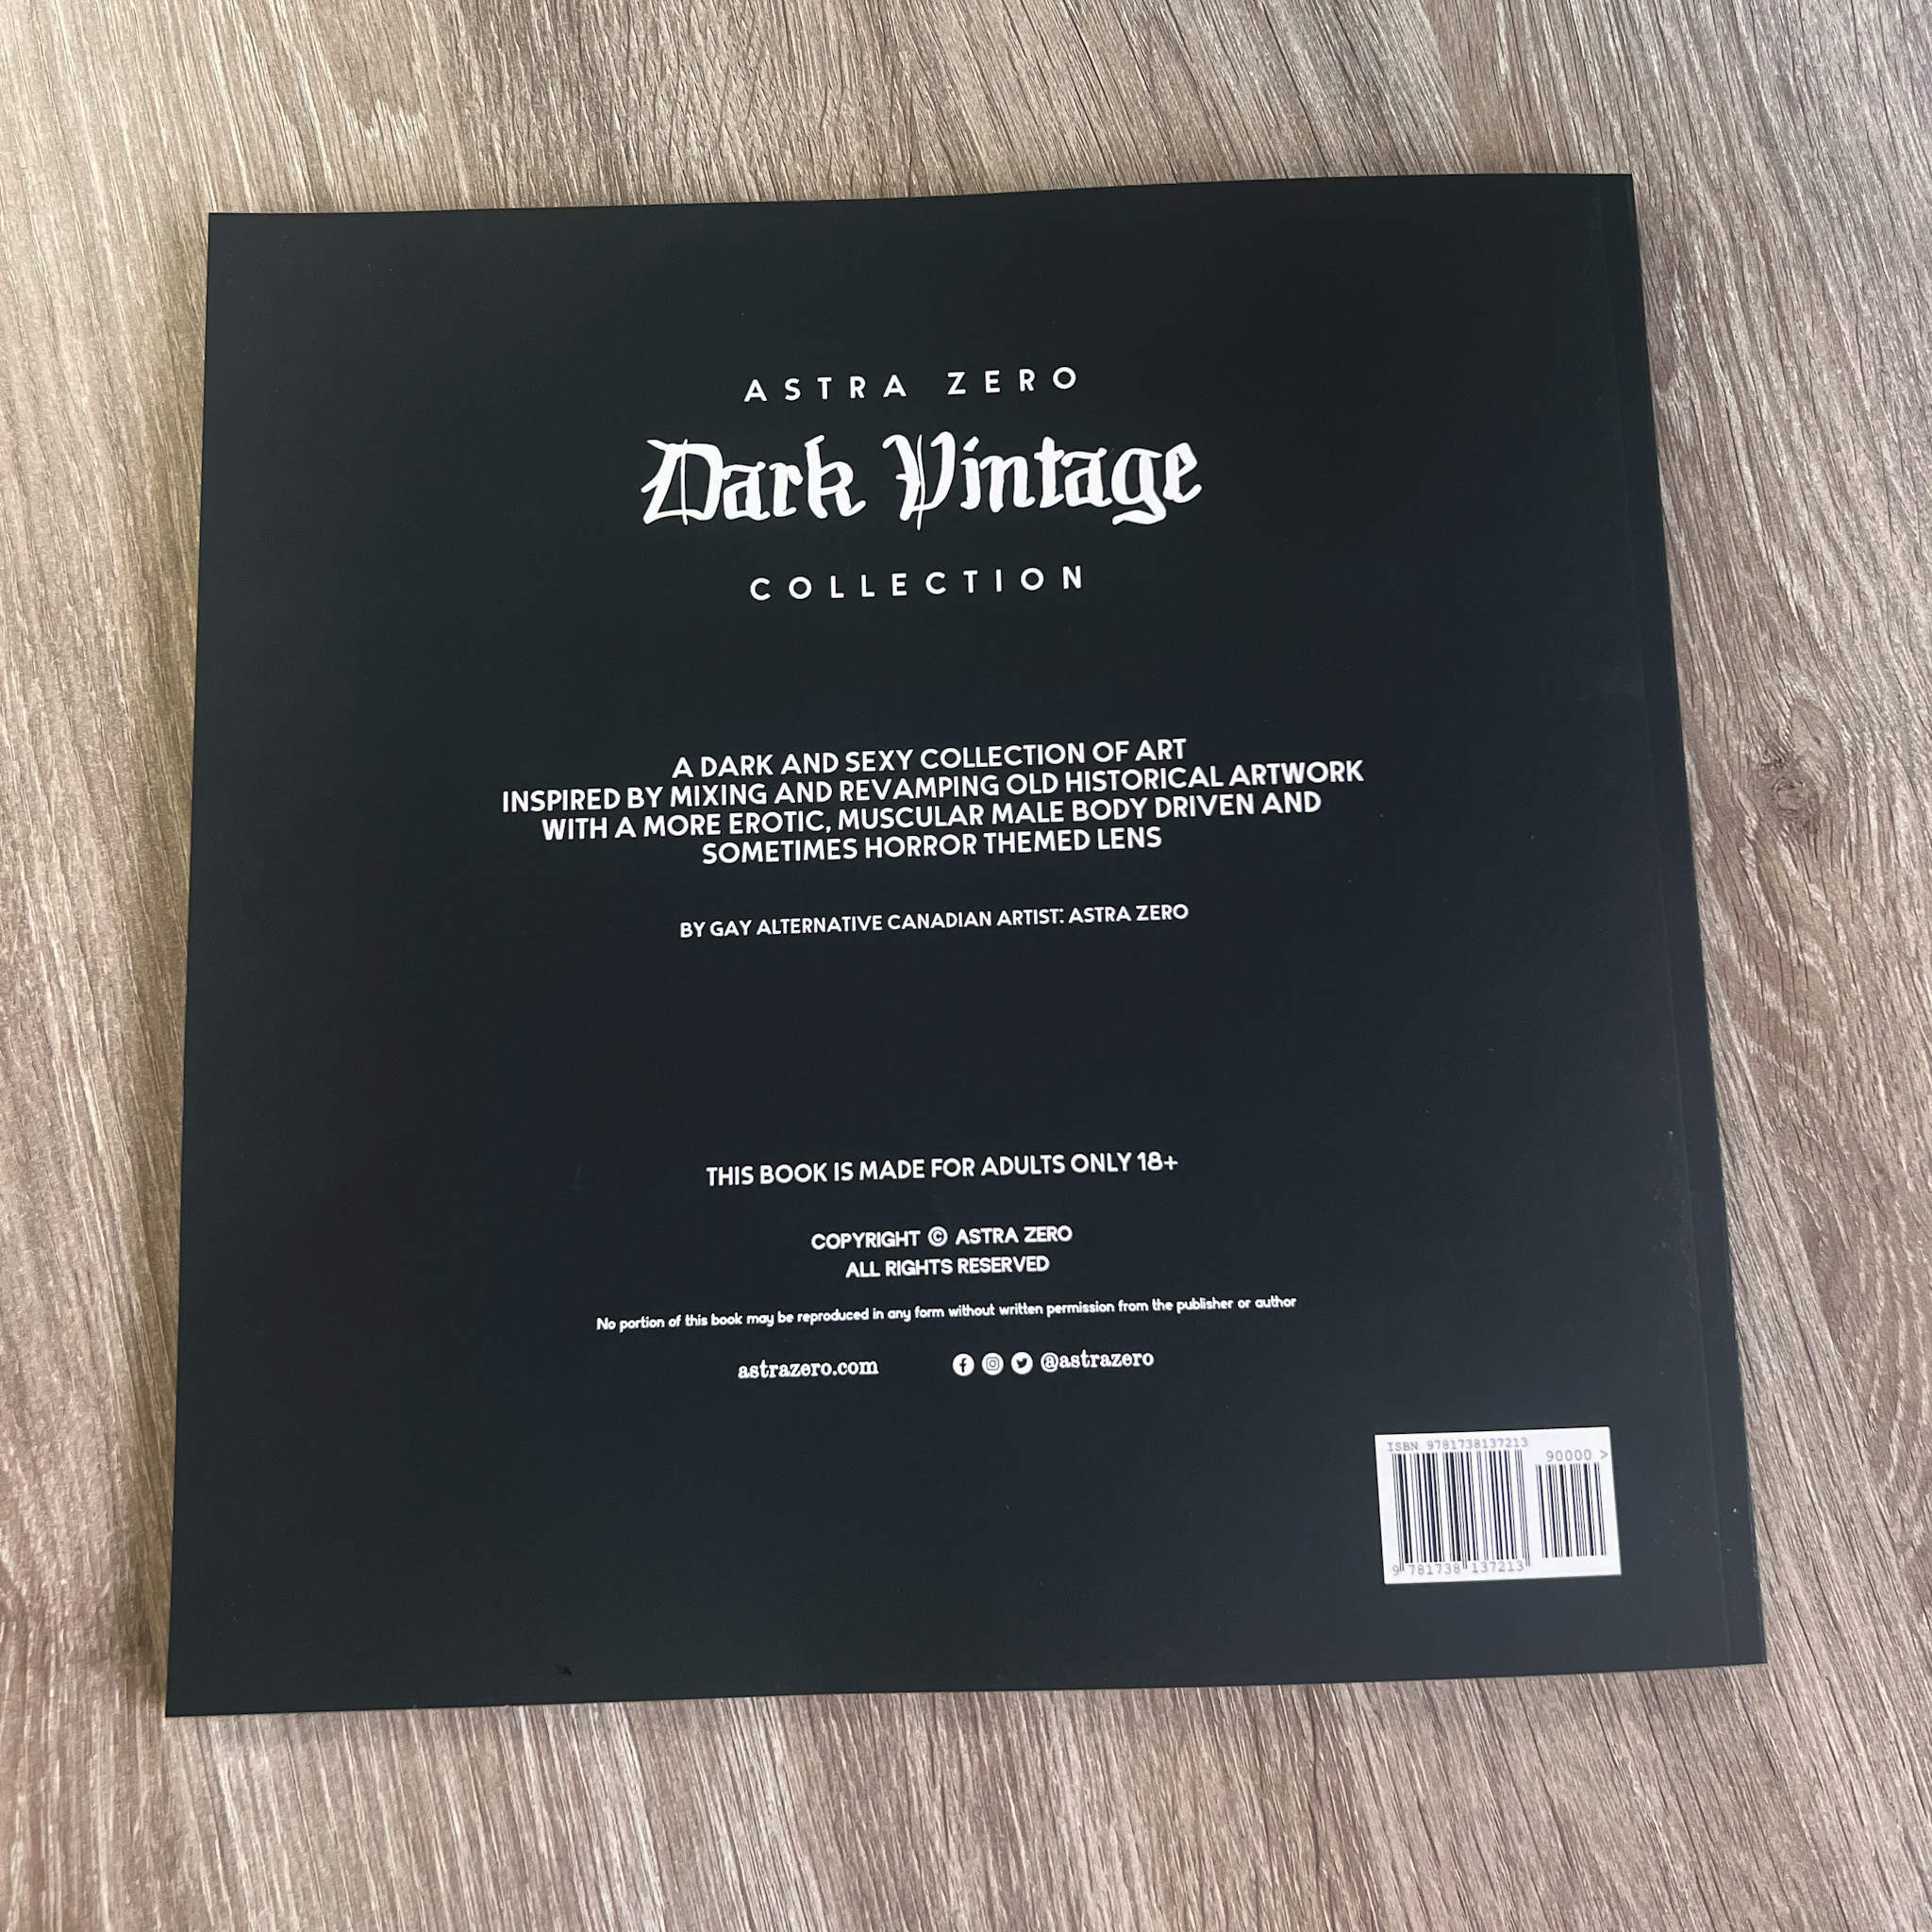 ASTRA ZERO
Dark Vintage
COLLECTION
A DARK AND SEXY COLLECTION OF ART
INSPIRED BY MIXING AND REVAMPING OLD HISTORICAL ARTWORK
WITH A MORE EROTIC, MUSCULAR MALE BODY DRIVEN AND
SOMETIMES HORROR THEMED LENS
BY GAY ALTERNATIVE CANADIAN ARTIST: ASTRA ZERO
THIS BOOK IS MADE FOR ADULTS ONLY 18+
COPYRIGHT © ASTRA ZERO
ALL RIGHTS RESERVED
No portion of this book may be reproduced in any form without written permission from the publisher or author
astrazero.com @astrazero
ISBN 9781738137213
90000 >
9 781738 137213